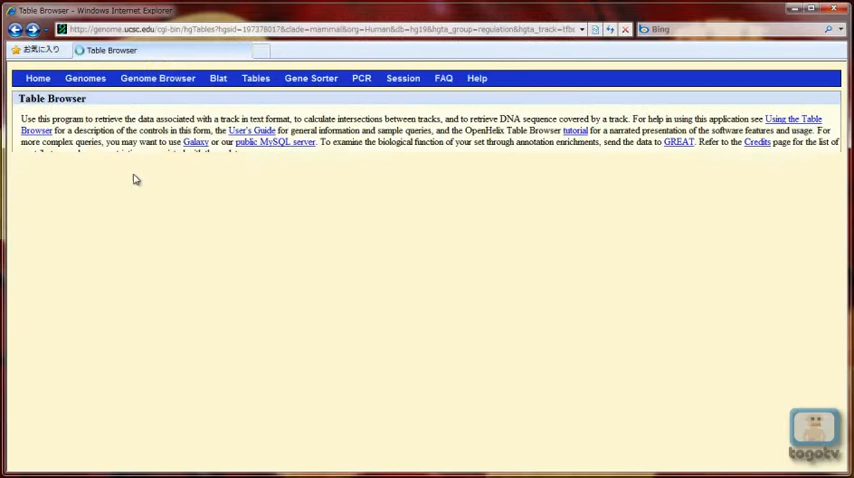 Table Browser - Windows Internet Explorer
http://genome.ucsc.edu/cgi-bin/hgTables?hgsid=197378017&clade=mammal&org=Human&db=hg19&hgta_group=regulation&hgta_track=tfbs
Bing
お気に入り
Table Browser
Home Genomes Genome Browser Blat Tables Gene Sorter PCR Session FAQ Help
Table Browser
Use this program to retrieve the data associated with a track in text format, to calculate intersections between tracks, and to retrieve DNA sequence covered by a track. For help in using this application see Using the Table
Browser for a description of the controls in this form, the User's Guide for general information and sample queries, and the OpenHelix Table Browser tutorial for a narrated presentation of the software features and usage. For
more complex queries, you may want to use Galaxy or our public MySQL server. To examine the biological function of your set through annotation enrichments, send the data to GREAT. Refer to the Credits page for the list of
togotv